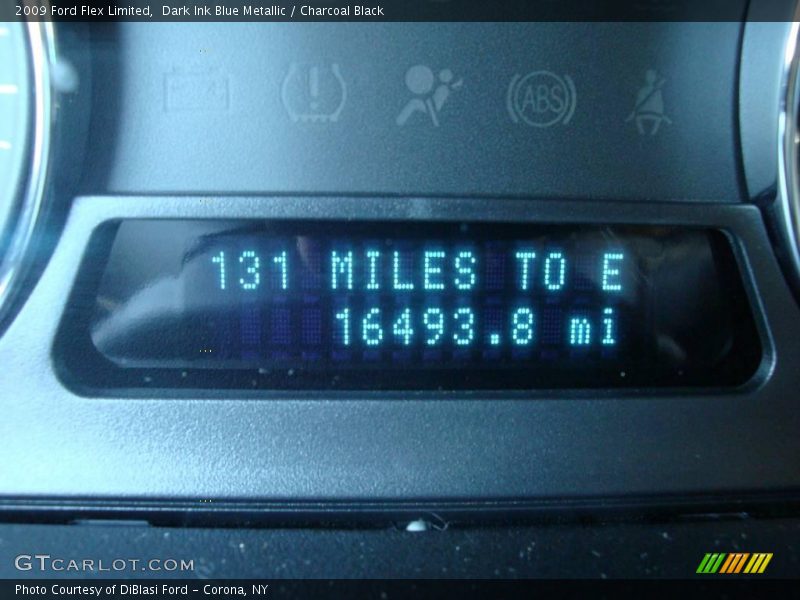 2009 Ford Flex Limited,  Dark Ink Blue Metallic / Charcoal Black
ABS
131 MILES TO E
16493.8 mi
GTCARLOT.COM
Photo Courtesy of DiBlasi Ford - Corona, NY